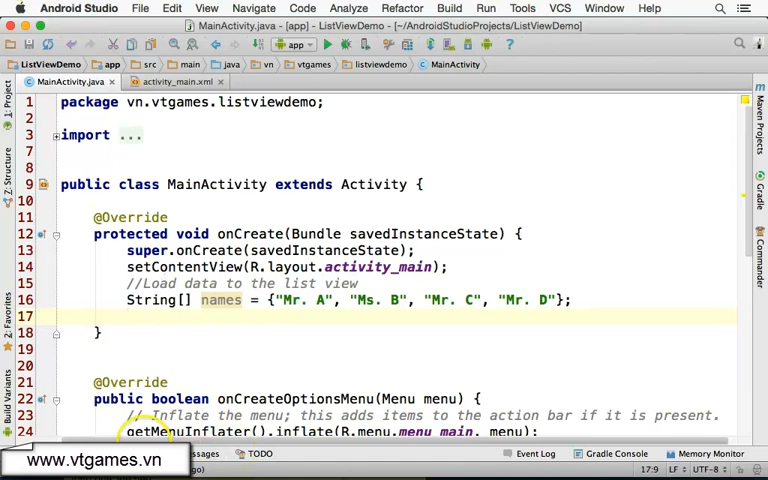 Android Studio File Edit View Navigate Code Analyze Refactor Build Run Tools VCS Window Help
MainActivity.java - [app] - ListViewDemo - [~/AndroidStudioProjects/ListViewDemo]
app
ListViewDemo app src main java vn vtgames listviewdemo MainActivity
MainActivity.java activity_main.xml
1: Project
7: Structure
2: Favorites
Build Variants
Maven Projects
Gradle
Commander
1 package vn.vtgames.listviewdemo;
2
3 import ...
7
8
9 public class MainActivity extends Activity {
10
11 @Override
12 protected void onCreate(Bundle savedInstanceState) {
13 super.onCreate(savedInstanceState);
14 setContentView(R.layout.activity_main);
15 //Load data to the list view
16 String[] names = {"Mr. A", "Ms. B", "Mr. C", "Mr. D"};
17
18 }
19
20
21 @Override
22 public boolean onCreateOptionsMenu(Menu menu) {
23 // Inflate the menu; this adds items to the action bar if it is present.
24 getMenuInflater().inflate(R.menu.menu_main, menu);
TODO Event Log Gradle Console Memory Monitor
www.vtgames.vn
17:9 LF UTF-8